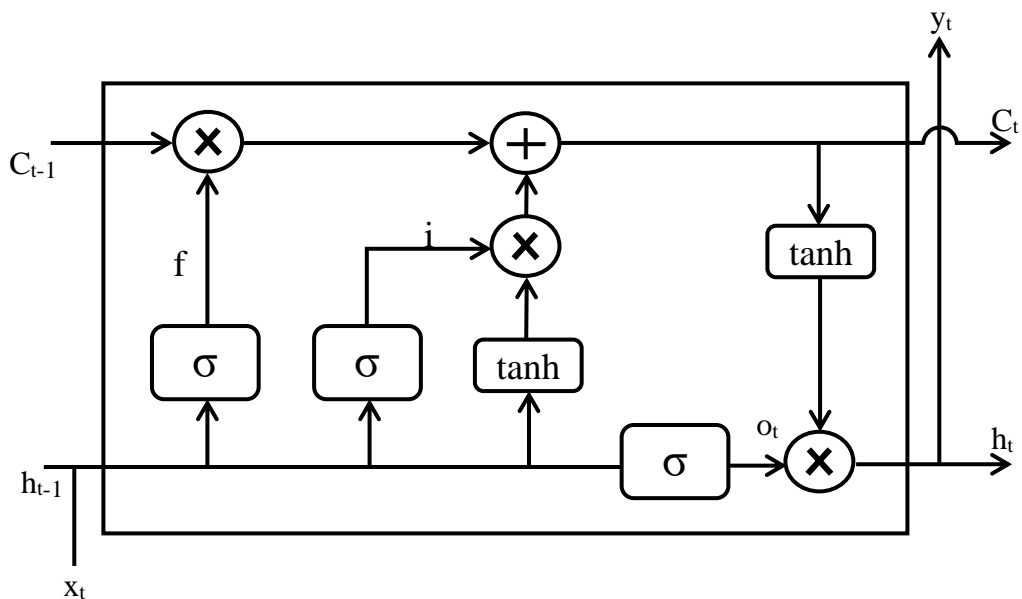 yₜ
Cₜ
Cₜ₋₁
×
+
i
×
tanh
f
σ
σ
tanh
oₜ
σ
×
hₜ
hₜ₋₁
xₜ